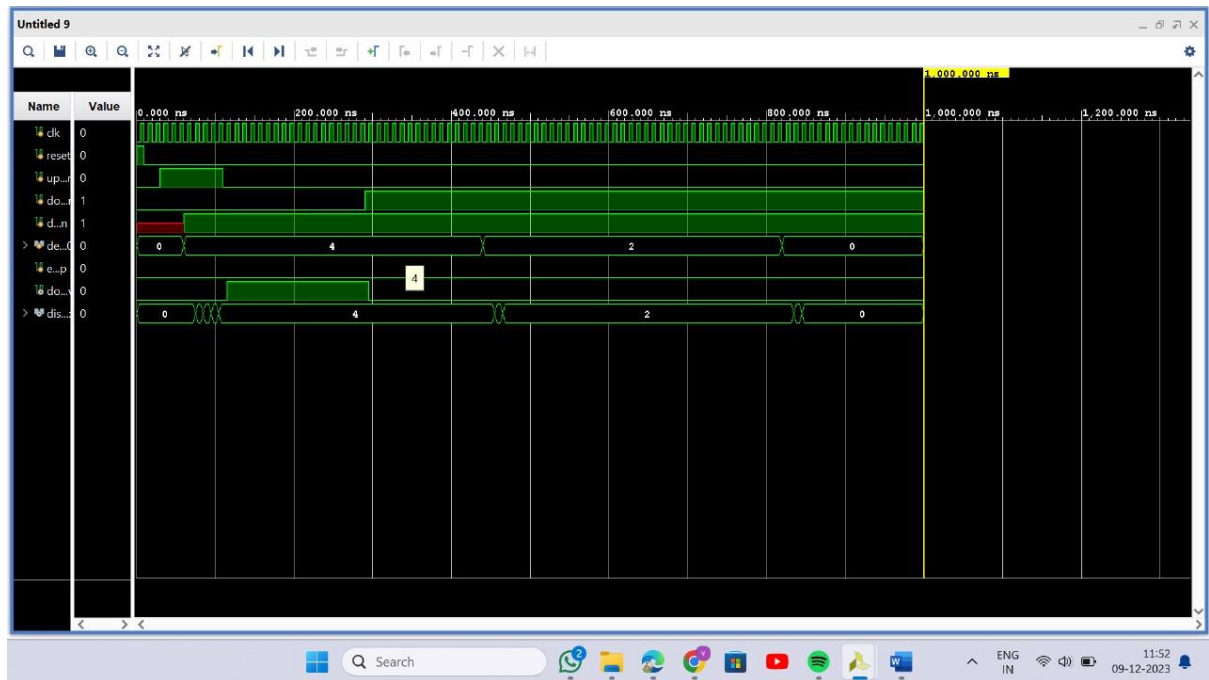 Untitled 9
1,000.000 ns
Name Value
0.000 ns 200.000 ns 400.000 ns 600.000 ns 800.000 ns 1,000.000 ns 1,200.000 ns
clk 0
reset 0
up...r 0
do...r 1
d...n 1
> de...0 0 0 4 2 0
e...p 0
4
do...v 0
> dis...: 0 0 4 2 0
Search
2
V
W
ENG
IN
11:52
09-12-2023